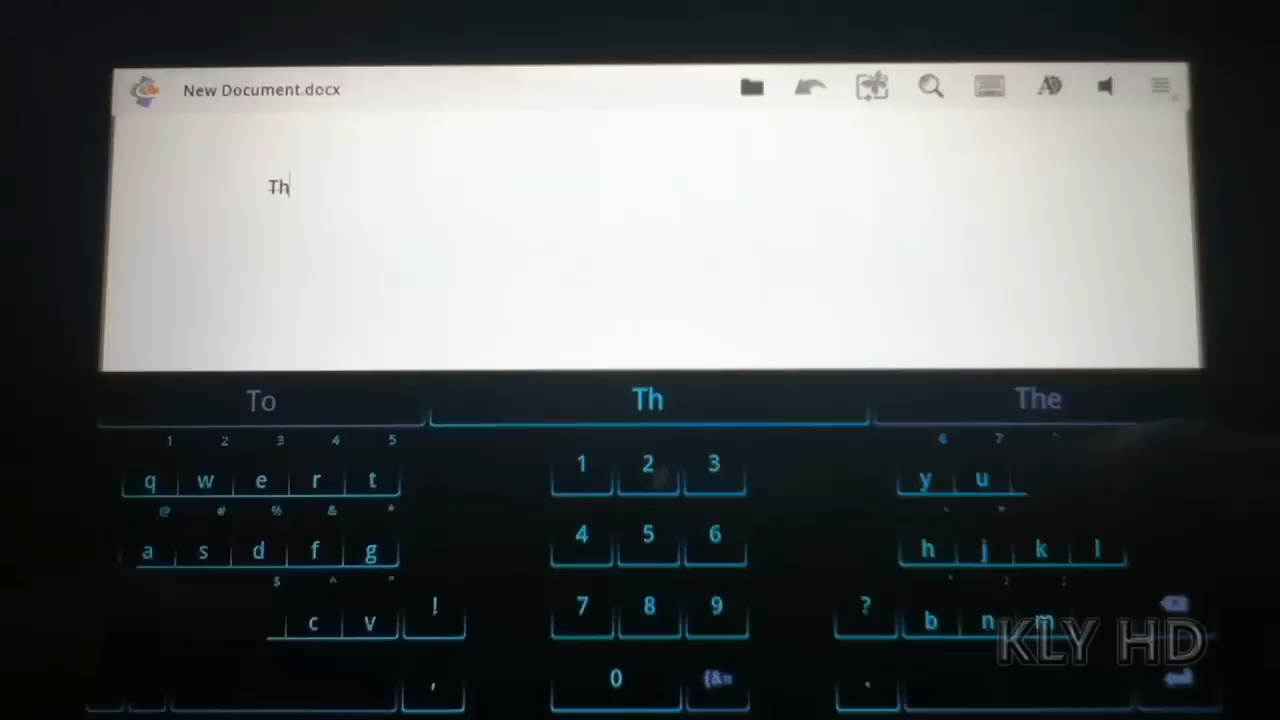 New Document.docx
Th
To Th The
1 2 3 4 5 € ?
q w e r t 1 2 3 y u
@ # % & *
a s d f g 4 5 6 h j k l
$ ^ "
c v ! 7 8 9 ? b n m
, 0 (&= .
KLY HD